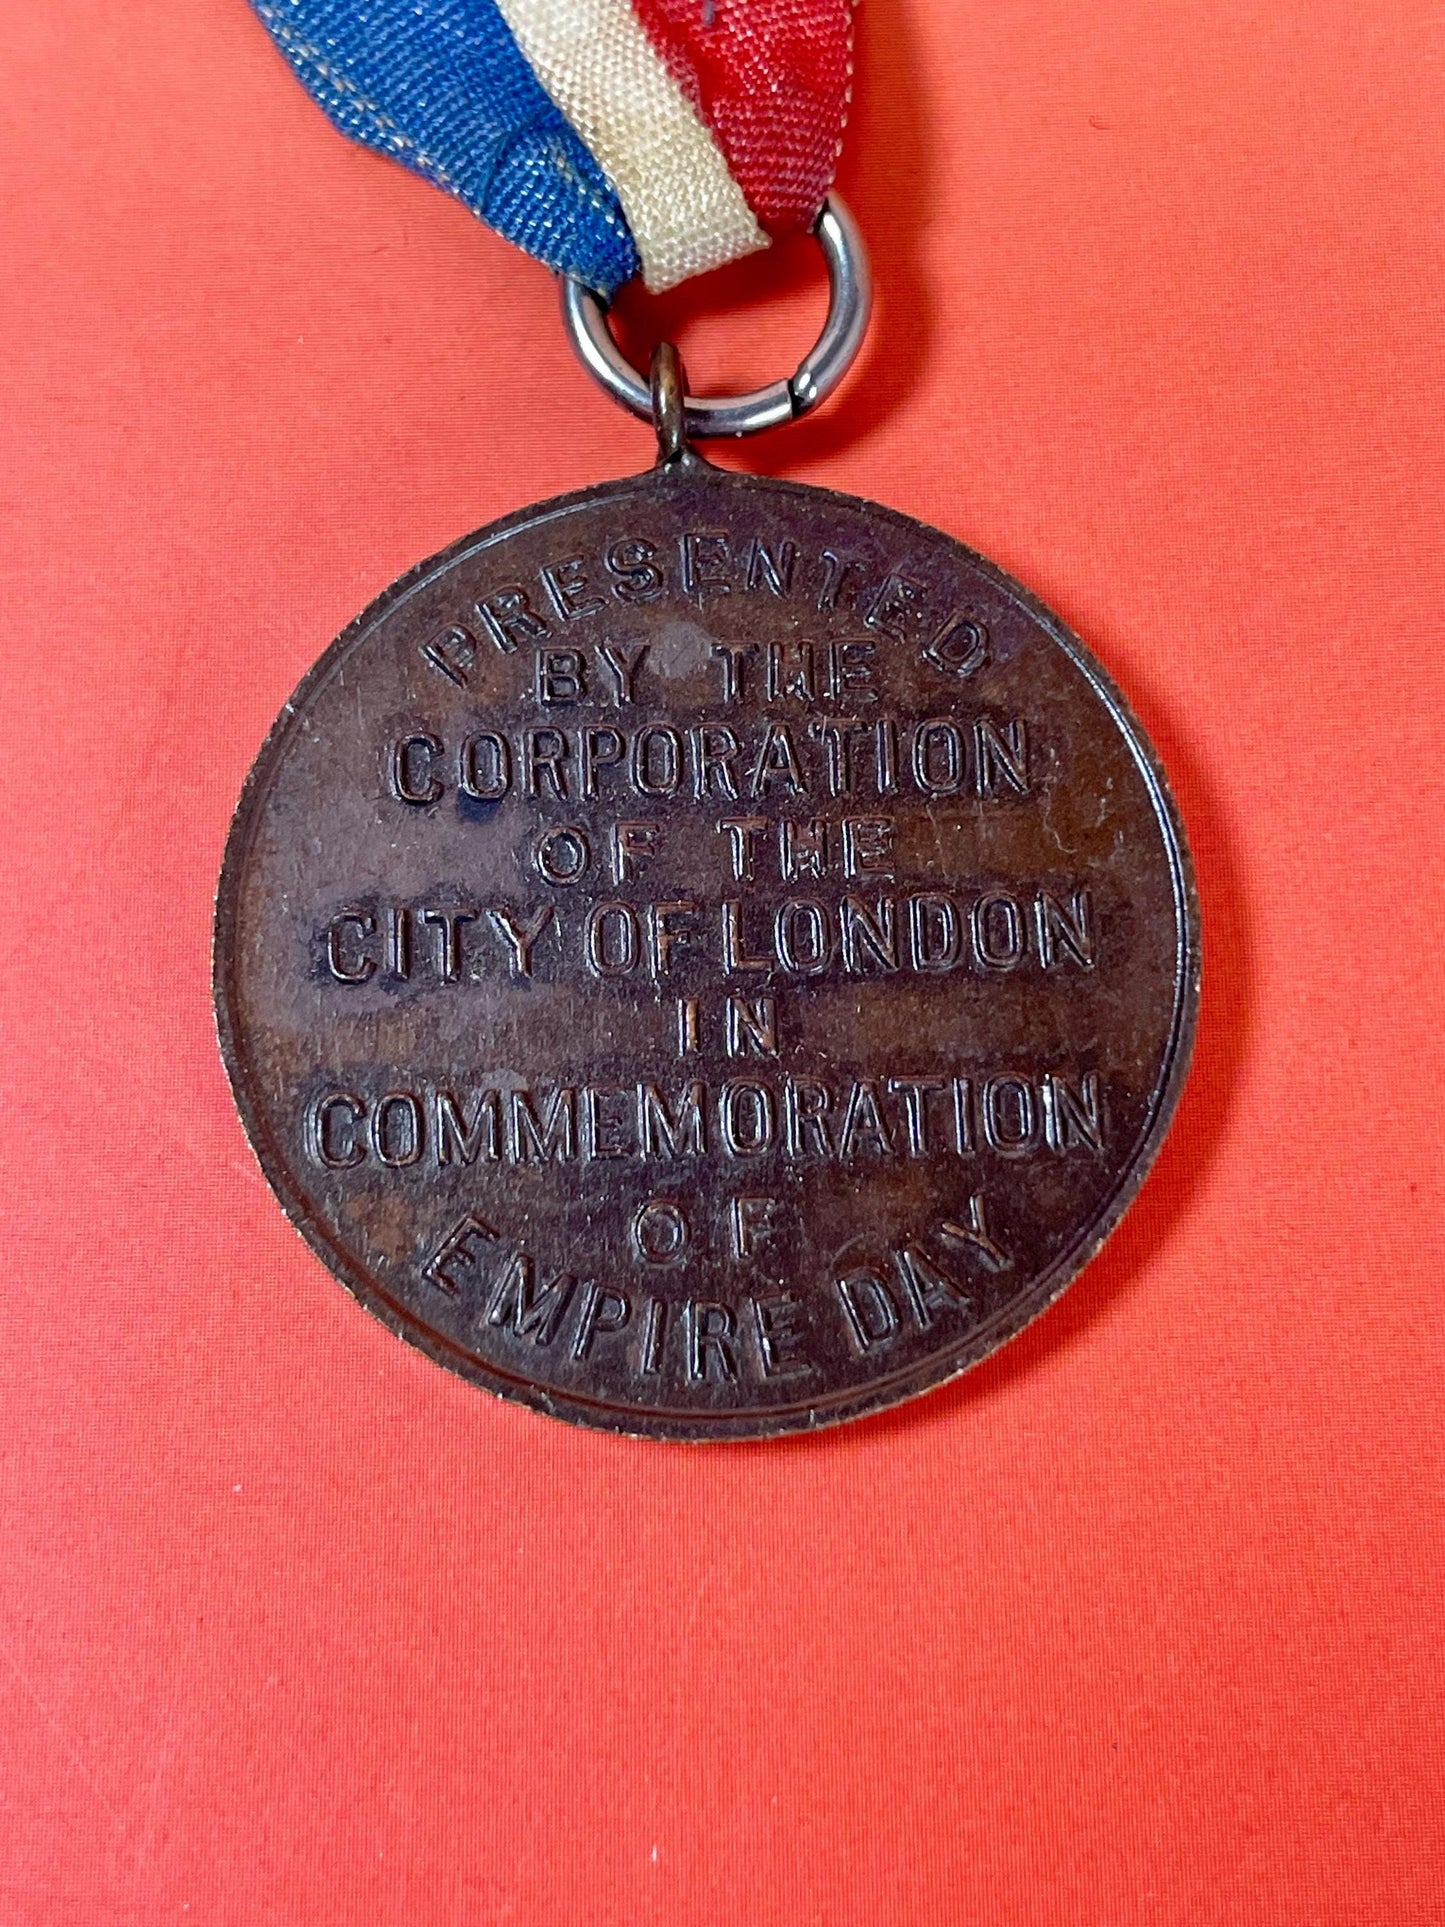 PRESENTED
BY THE
CORPORATION
OF THE
CITY OF LONDON
IN
COMMEMORATION
OF
EMPIRE DAY